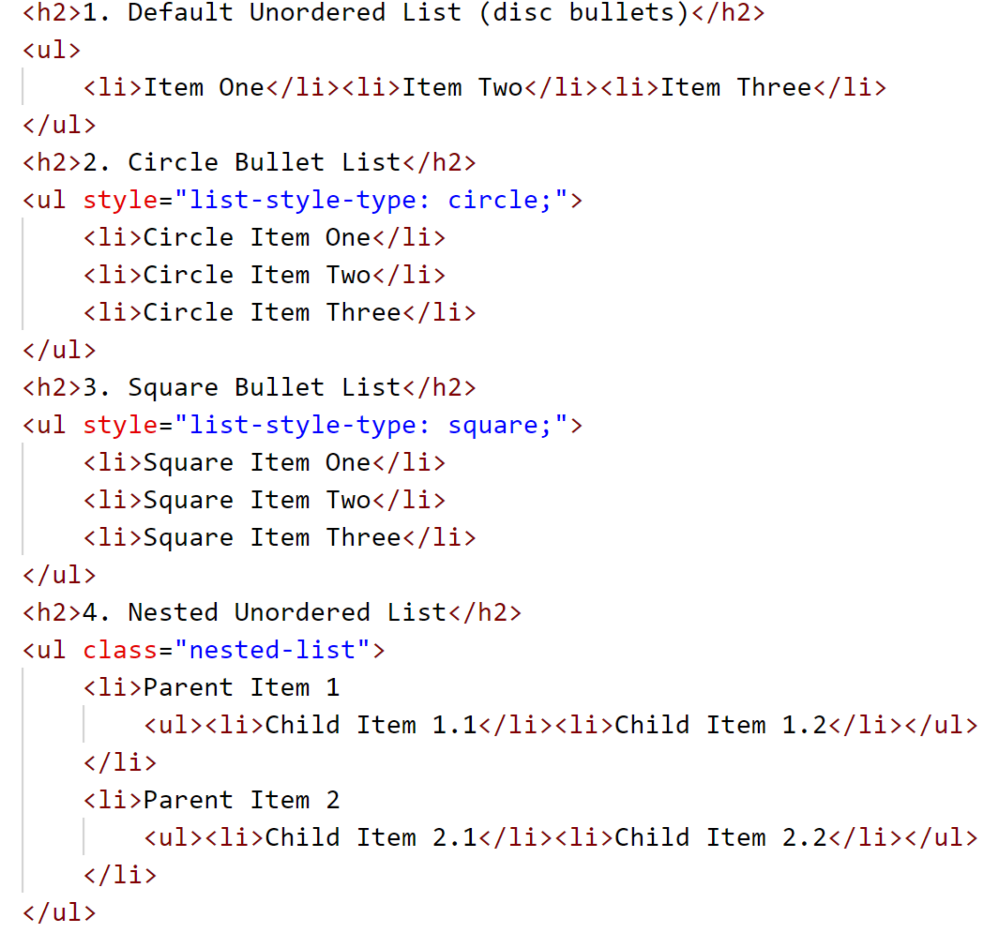 <h2>1. Default Unordered List (disc bullets)</h2>
<ul>
    <li>Item One</li><li>Item Two</li><li>Item Three</li>
</ul>
<h2>2. Circle Bullet List</h2>
<ul style="list-style-type: circle;">
    <li>Circle Item One</li>
    <li>Circle Item Two</li>
    <li>Circle Item Three</li>
</ul>
<h2>3. Square Bullet List</h2>
<ul style="list-style-type: square;">
    <li>Square Item One</li>
    <li>Square Item Two</li>
    <li>Square Item Three</li>
</ul>
<h2>4. Nested Unordered List</h2>
<ul class="nested-list">
    <li>Parent Item 1
        <ul><li>Child Item 1.1</li><li>Child Item 1.2</li></ul>
    </li>
    <li>Parent Item 2
        <ul><li>Child Item 2.1</li><li>Child Item 2.2</li></ul>
    </li>
</ul>